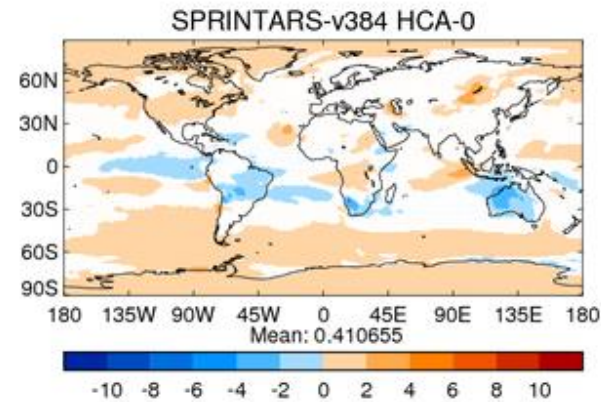 SPRINTARS-v384 HCA-0
60N
30N
0
30S
60S
90S
180 135W 90W 45W 0 45E 90E 135E 180
Mean: 0.410655
-10 -8 -6 -4 -2 0 2 4 6 8 10